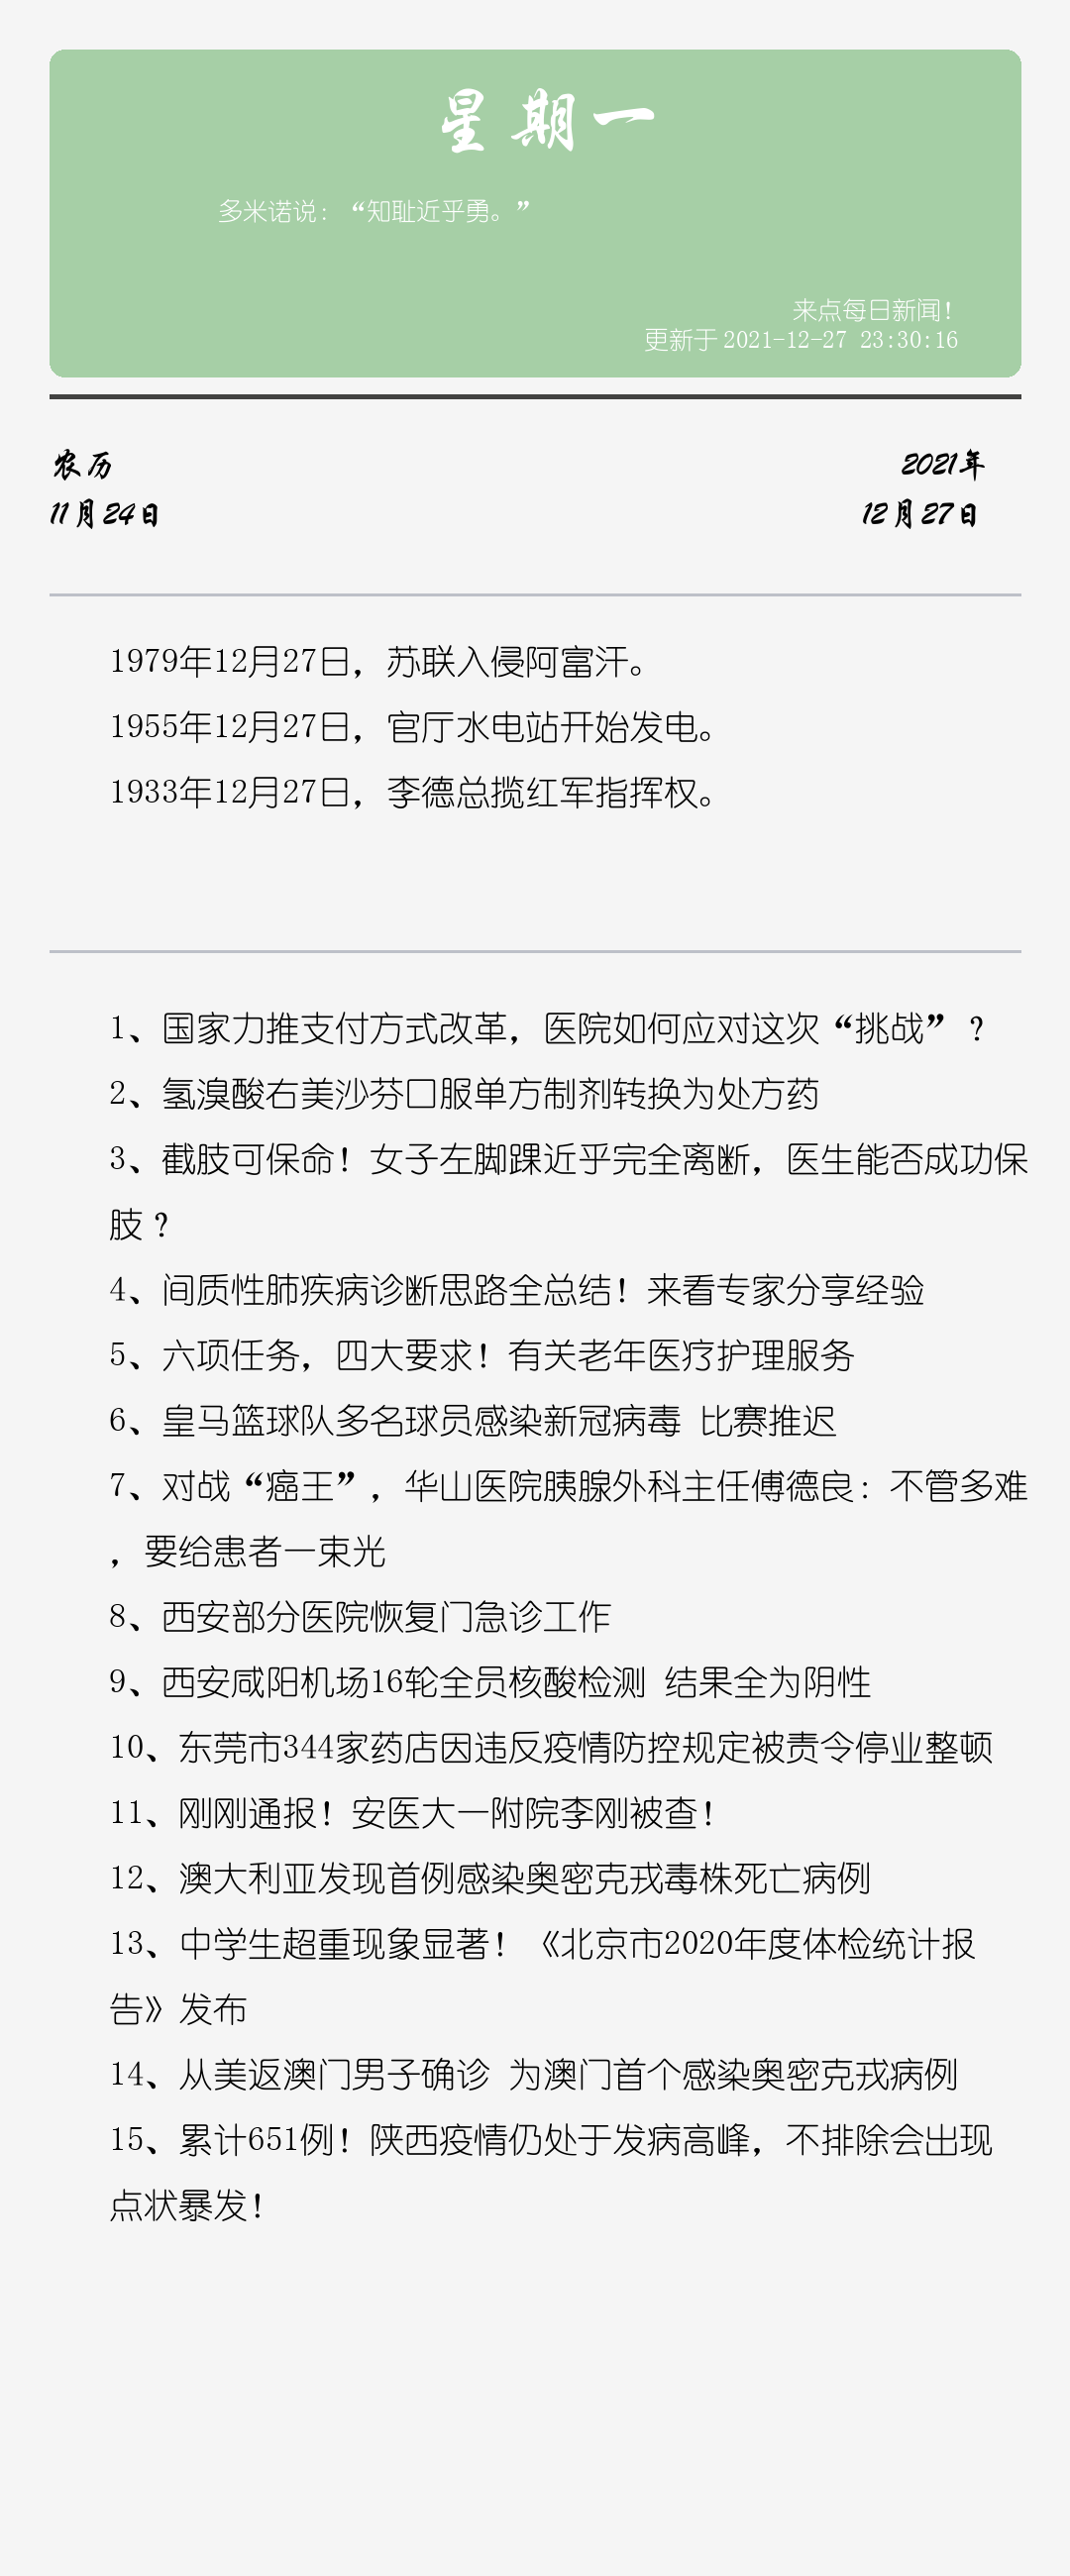 星期一
多米诺说：“知耻近乎勇。”
来点每日新闻！
更新于 2021-12-27 23:30:16
农历
2021年
11月24日
12月27日
1979年12月27日，苏联入侵阿富汗。
1955年12月27日，官厅水电站开始发电。
1933年12月27日，李德总揽红军指挥权。
1、国家力推支付方式改革，医院如何应对这次“挑战”？
2、氢溴酸右美沙芬口服单方制剂转换为处方药
3、截肢可保命！女子左脚踝近乎完全离断，医生能否成功保
肢？
4、间质性肺疾病诊断思路全总结！来看专家分享经验
5、六项任务，四大要求！有关老年医疗护理服务
6、皇马篮球队多名球员感染新冠病毒 比赛推迟
7、对战“癌王”，华山医院胰腺外科主任傅德良：不管多难
，要给患者一束光
8、西安部分医院恢复门急诊工作
9、西安咸阳机场16轮全员核酸检测 结果全为阴性
10、东莞市344家药店因违反疫情防控规定被责令停业整顿
11、刚刚通报！安医大一附院李刚被查！
12、澳大利亚发现首例感染奥密克戎毒株死亡病例
13、中学生超重现象显著！《北京市2020年度体检统计报
告》发布
14、从美返澳门男子确诊 为澳门首个感染奥密克戎病例
15、累计651例！陕西疫情仍处于发病高峰，不排除会出现
点状暴发！